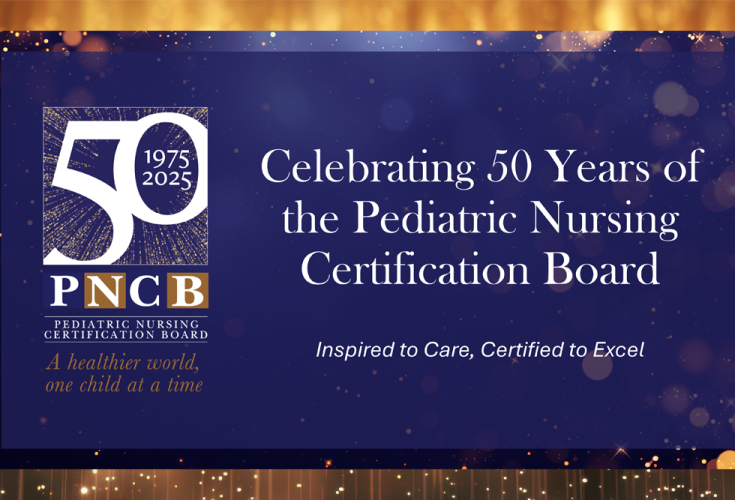 50
1975
2025
PNCB
PEDIATRIC NURSING
CERTIFICATION BOARD
A healthier world,
one child at a time
Celebrating 50 Years of
the Pediatric Nursing
Certification Board
Inspired to Care, Certified to Excel